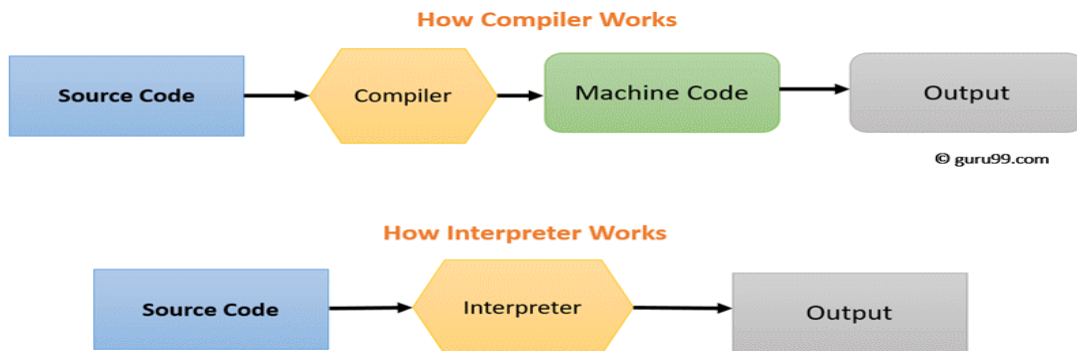 How Compiler Works
Source Code
Compiler
Machine Code
Output
© guru99.com
How Interpreter Works
Source Code
Interpreter
Output